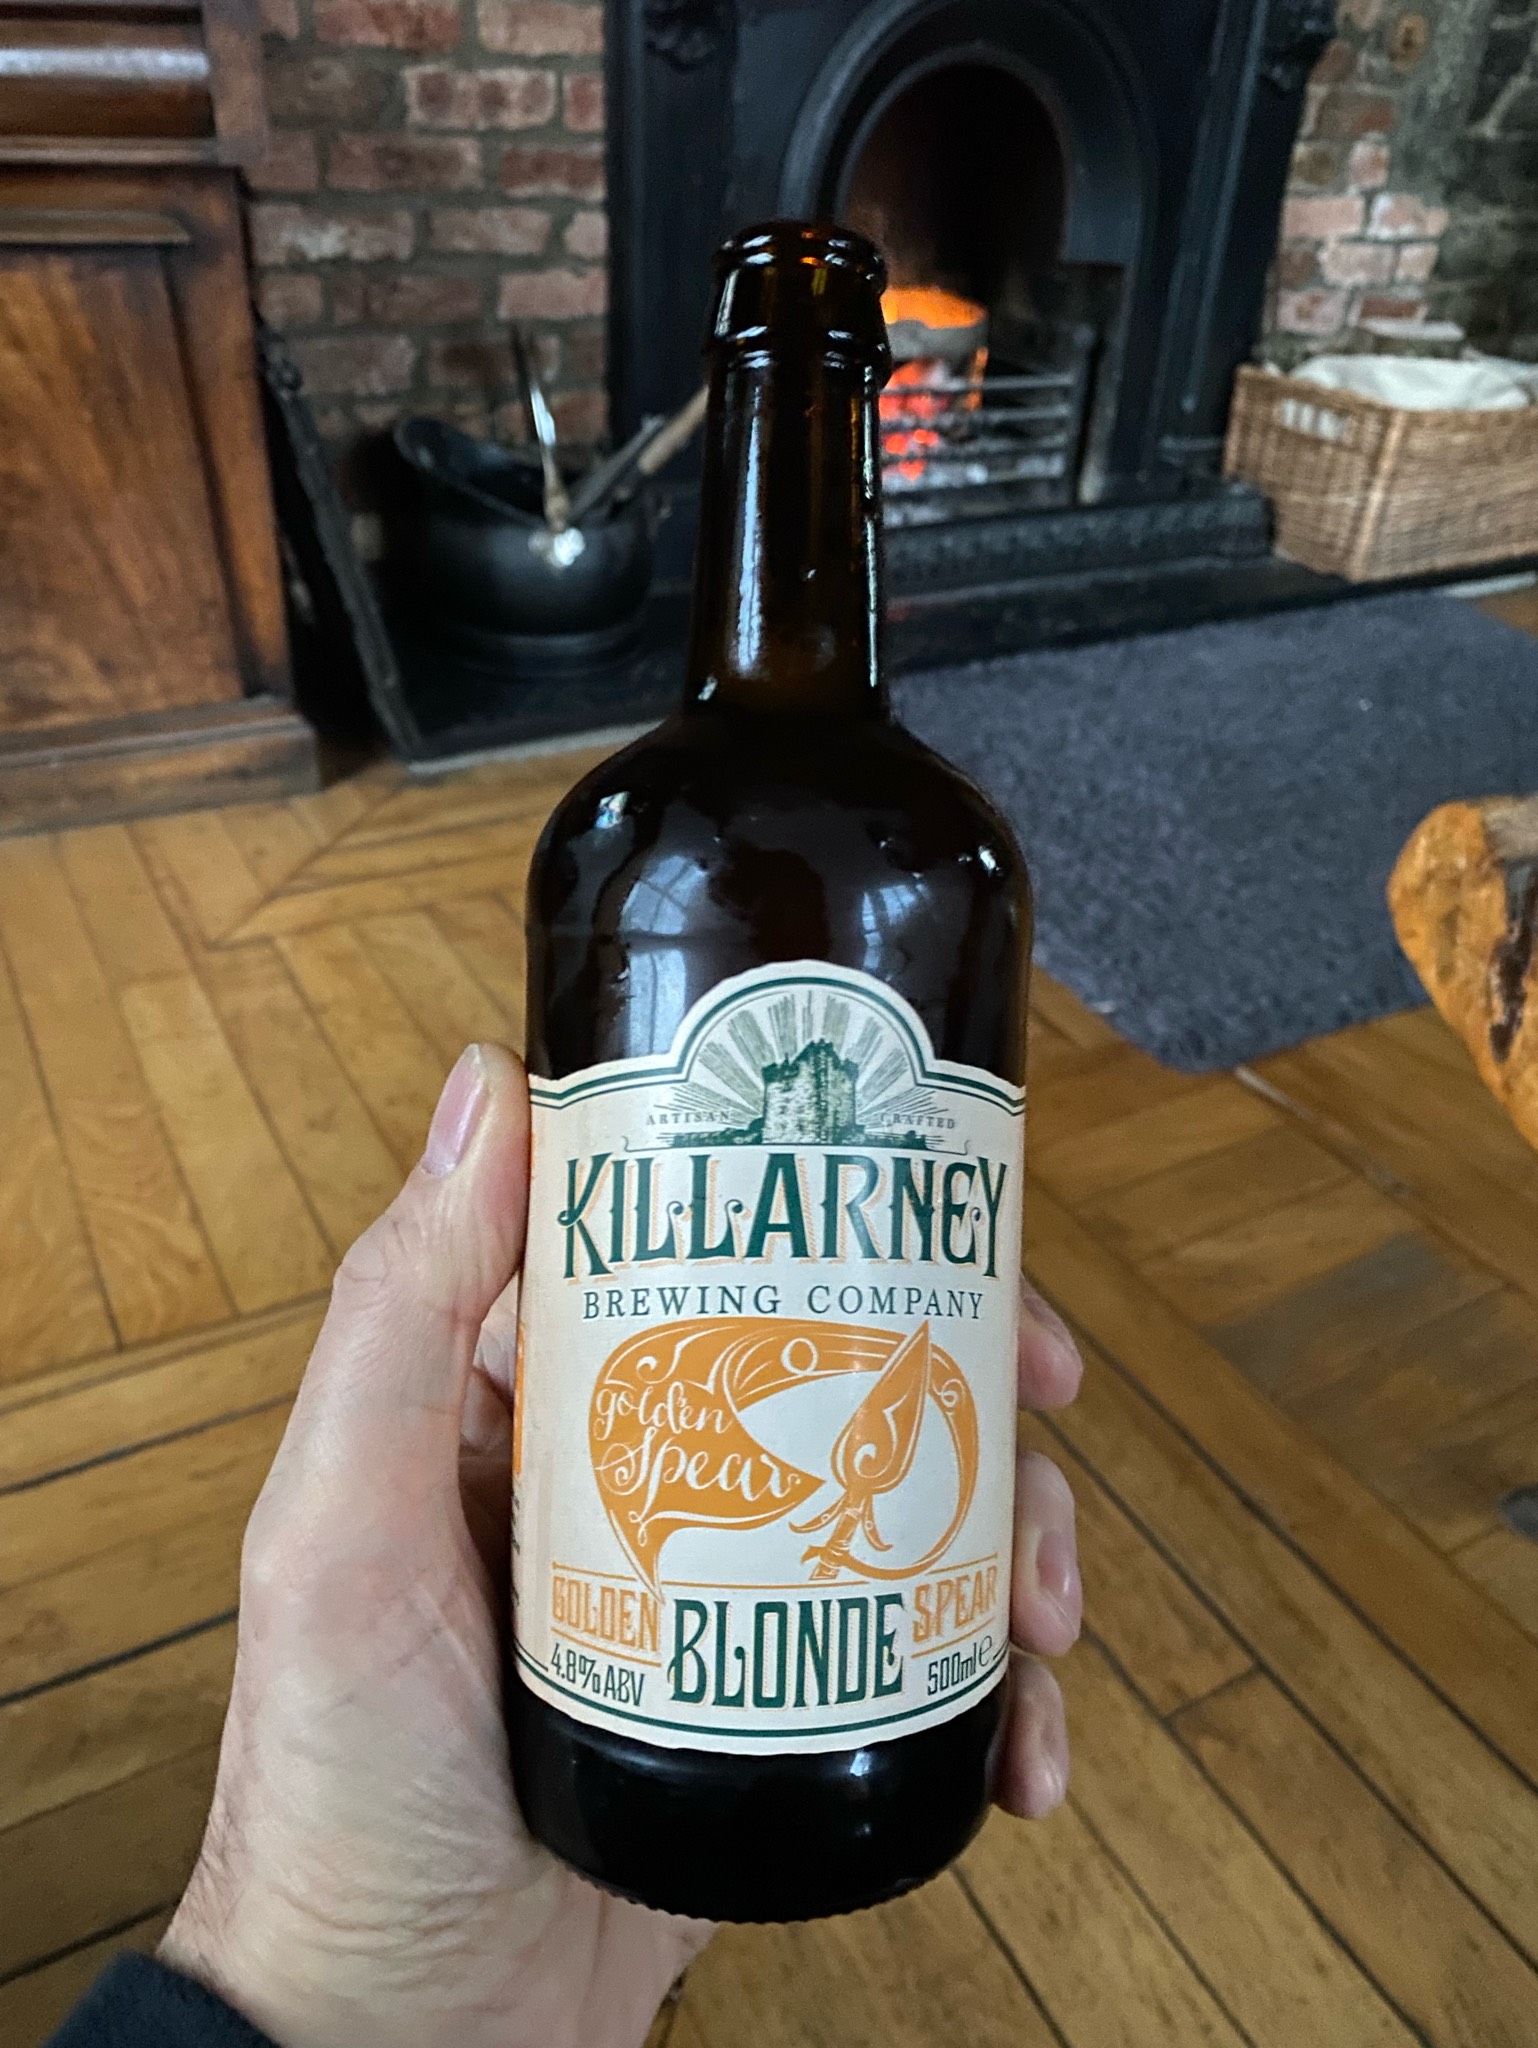 ARTISAN CRAFTED
KILLARNEY
BREWING COMPANY
golden
Spear
GOLDEN BLONDE SPEAR
4.8% ABV 500ml e